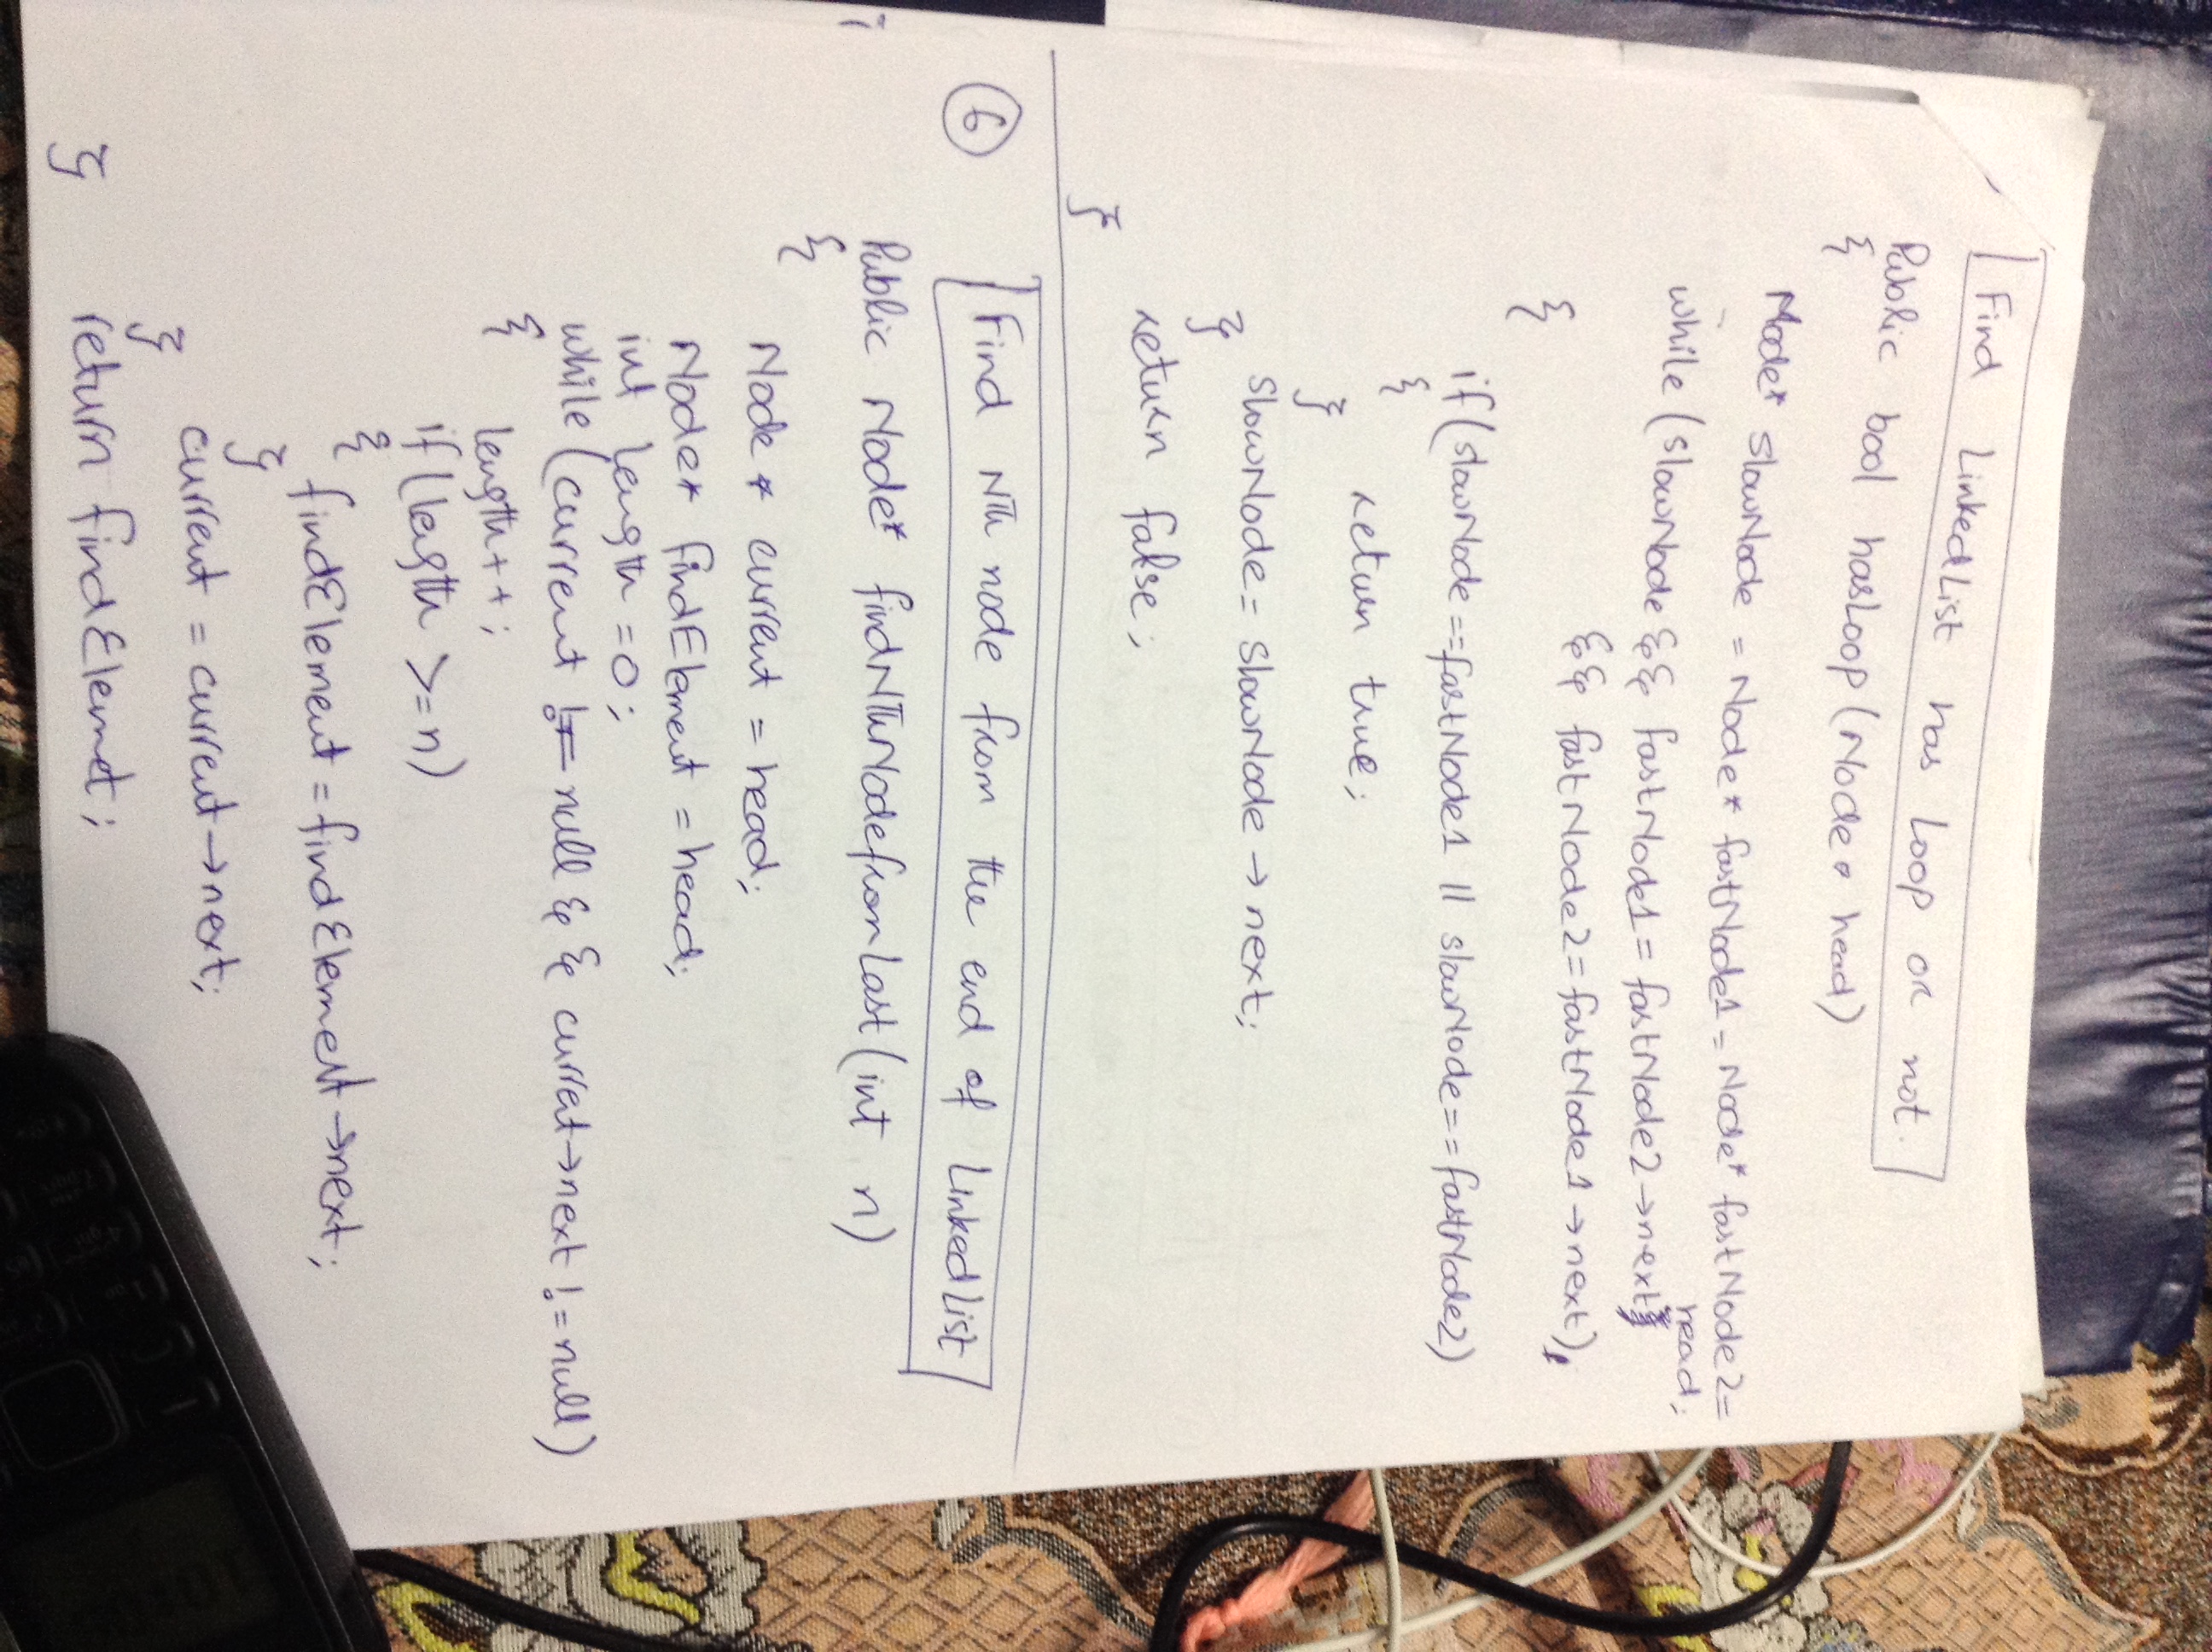 Find LinkedList has Loop or not.
Public bool hasLoop(Node * head)
{
Node* slowNode = Node* fastNode1 = Node* fastNode2 =
head;
while (slowNode && fastNode1 = fastNode2→next
&& fastNode2 = fastNode1→next)
{
if(slowNode==fastNode1 || slowNode==fastNode2)
{
return true;
}
slowNode = slowNode → next;
}
return false;
}
6
Find NTh node from the end of LinkedList
Public Node* findNThNodefromLast(int n)
{
Node * current = head;
Node* findElement = head;
int length = 0;
while (current != null && curret→next != null)
{
length++;
if(length >= n)
{
findElement = findElement→next;
}
current = current→next;
}
return findElemet;
}